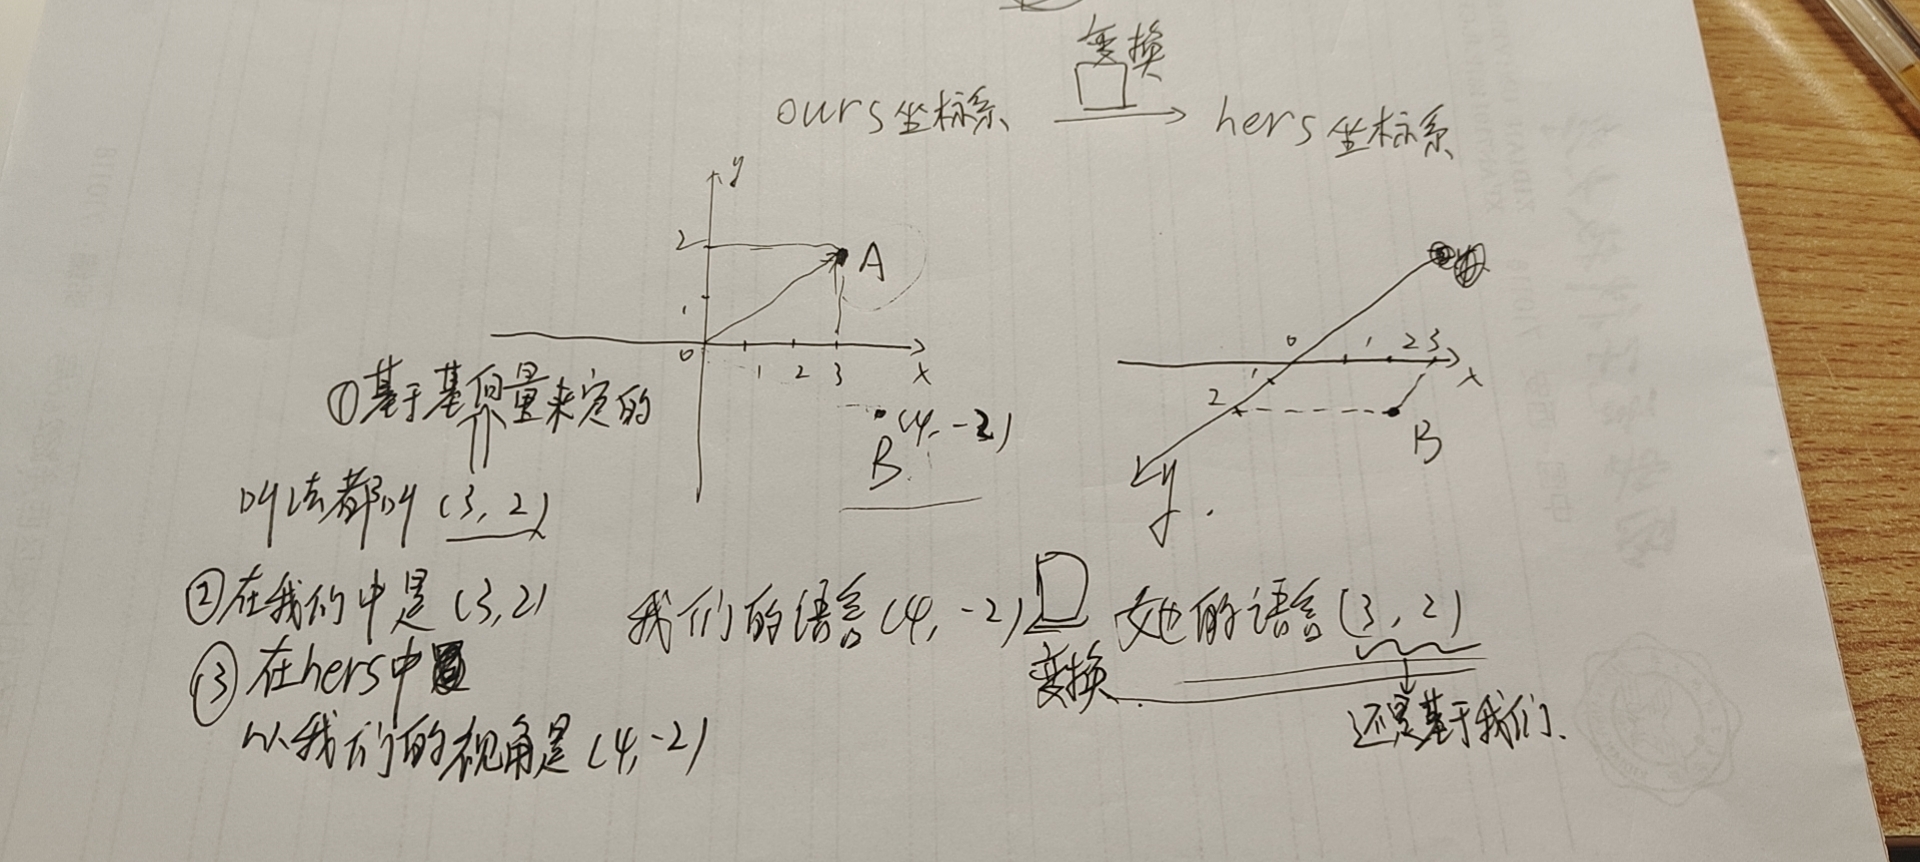 变换
ours坐标系
hers坐标系
y
2
A
1
0
1
2
3
x
(4,-2)
B
0
1
2
3
x
1
2
B
y
y
①基于基向量来定的
叫法都叫(3,2)
②在我们中是(3,2)
③在hers中
以我们的视角是(4,-2)
我们的语言(4,-2)
变换
她的语言(3,2)
还是基于我们.